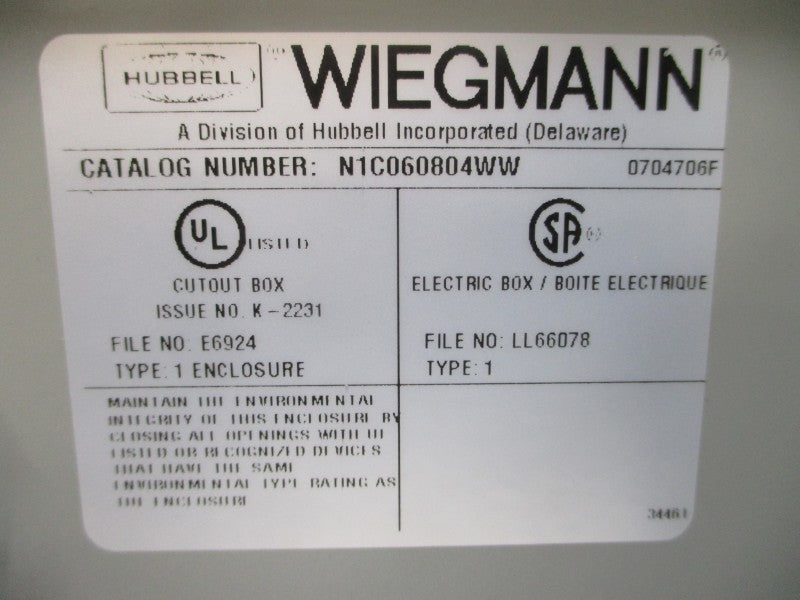 HUBBELL ® WIEGMANN ®
A Division of Hubbell Incorporated (Delaware)
CATALOG NUMBER: N1C060804WW 0704706F
UL LISTED
CUTOUT BOX
ISSUE NO. K-2231
FILE NO. E6924
TYPE: 1 ENCLOSURE
SA ®
ELECTRIC BOX / BOITE ELECTRIQUE
FILE NO: LL66078
TYPE: 1
MAINTAIN THE ENVIRONMENTAL
INTEGRITY OF THIS ENCLOSURE BY
CLOSING ALL OPENINGS WITH UL
LISTED OR RECOGNIZED DEVICES
THAT HAVE THE SAME
ENVIRONMENTAL TYPE RATING AS
THE ENCLOSURE
34461